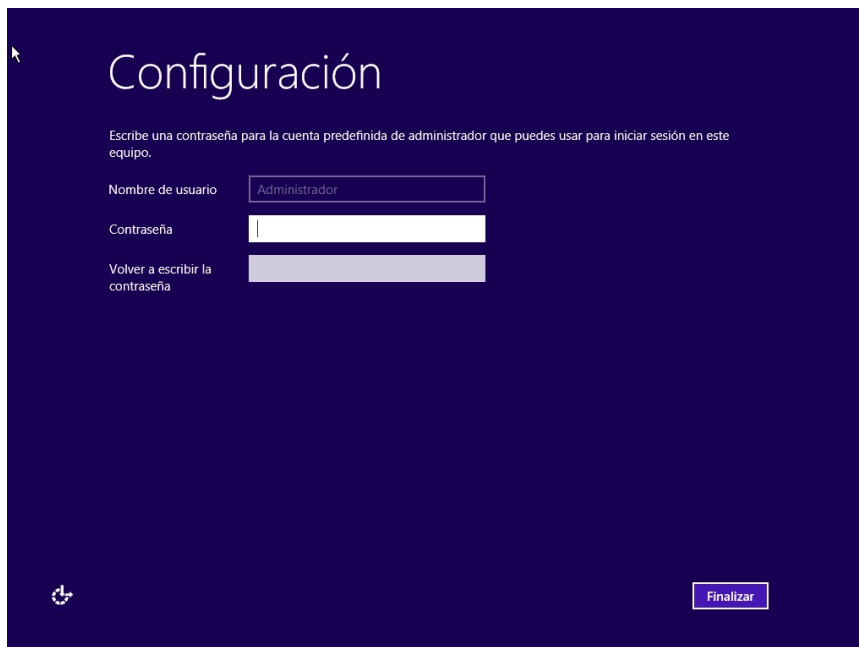 Configuración
Escribe una contraseña para la cuenta predefinida de administrador que puedes usar para iniciar sesión en este
equipo.
Nombre de usuario
Administrador
Contraseña
Volver a escribir la
contraseña
Finalizar